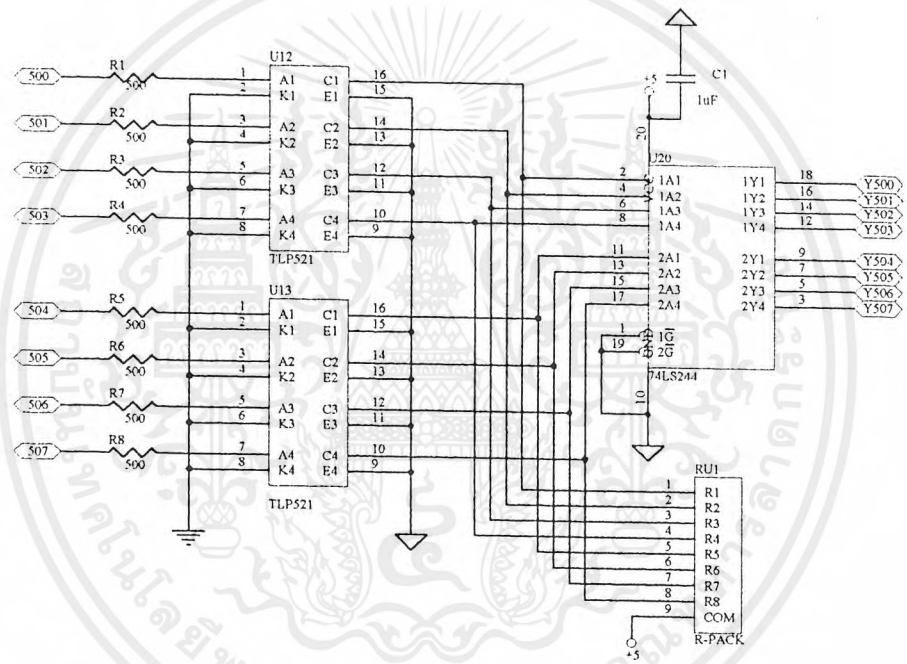 500 R1 500
501 R2 500
502 R3 500
503 R4 500
U12
1 A1 C1 16
2 K1 E1 15
3 A2 C2 14
4 K2 E2 13
5 A3 C3 12
6 K3 E3 11
7 A4 C4 10
8 K4 E4 9
TLP521
504 R5 500
505 R6 500
506 R7 500
507 R8 500
U13
1 A1 C1 16
2 K1 E1 15
3 A2 C2 14
4 K2 E2 13
5 A3 C3 12
6 K3 E3 11
7 A4 C4 10
8 K4 E4 9
TLP521
C1
1uF
+5
20
U20
2 1A1 1Y1 18 Y500
4 1A2 1Y2 16 Y501
6 1A3 1Y3 14 Y502
8 1A4 1Y4 12 Y503
11 2A1 2Y1 9 Y504
13 2A2 2Y2 7 Y505
15 2A3 2Y3 5 Y506
17 2A4 2Y4 3 Y507
1 1G
19 2G
74LS244
10
RU1
1 R1
2 R2
3 R3
4 R4
5 R5
6 R6
7 R7
8 R8
9 COM
R-PACK
+5